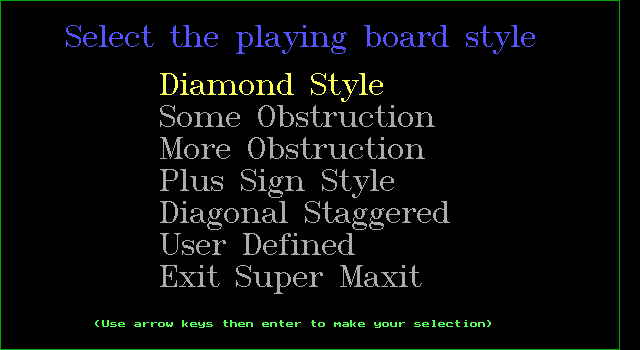 Select the playing board style
Diamond Style
Some Obstruction
More Obstruction
Plus Sign Style
Diagonal Staggered
User Defined
Exit Super Maxit
(Use arrow keys then enter to make your selection)